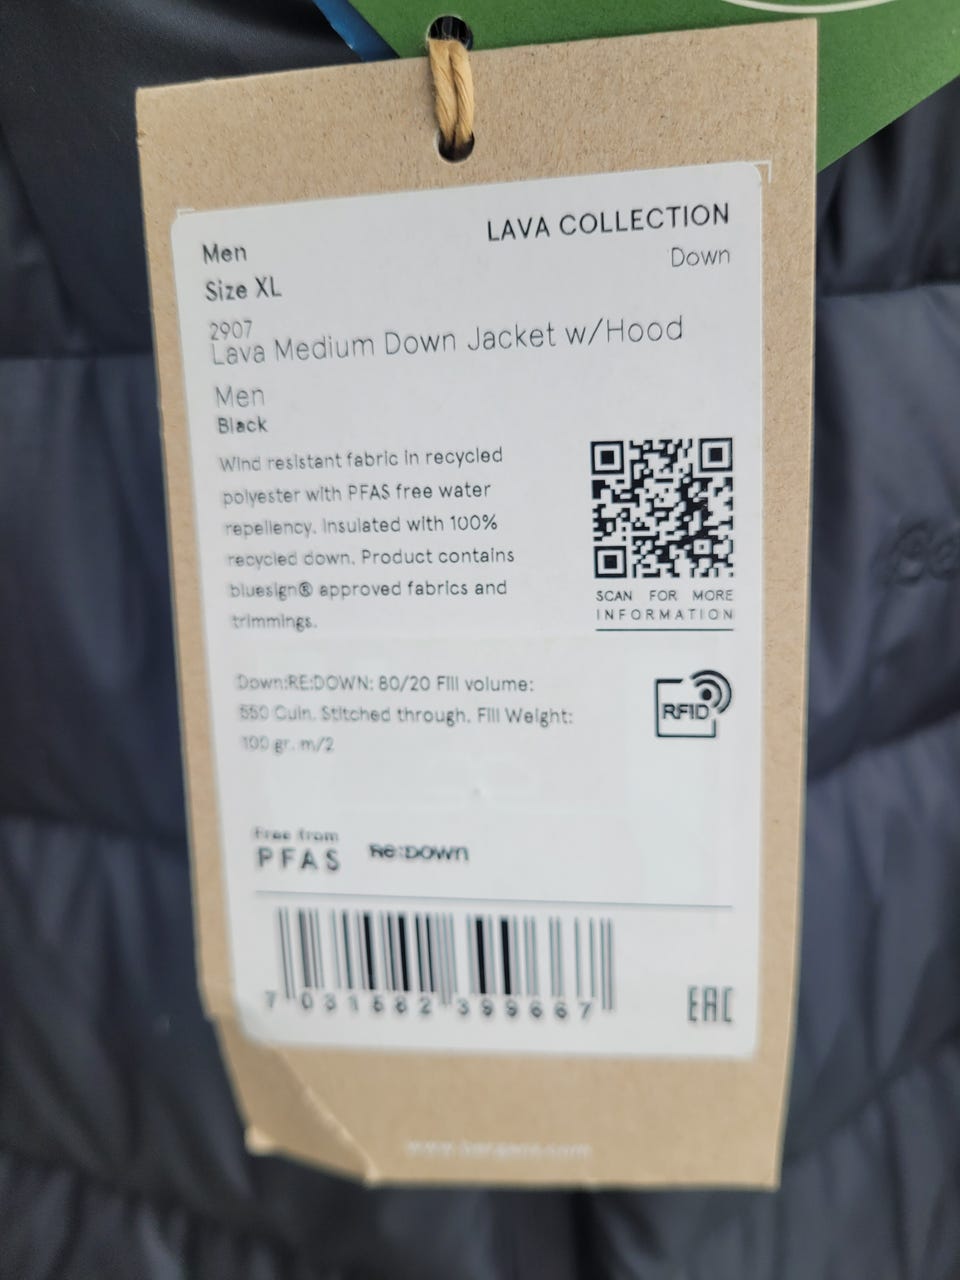 LAVA COLLECTION
Down
Men
Size XL
2907
Lava Medium Down Jacket w/Hood
Men
Black
Wind resistant fabric in recycled
polyester with PFAS free water
repellency. Insulated with 100%
recycled down. Product contains
bluesign® approved fabrics and
trimmings.
SCAN FOR MORE
INFORMATION
Down:RE:DOWN: 80/20 Fill volume:
550 Cuin. Stitched through. Fill Weight:
100 gr. m/2
RFID
Free from
PFAS
Re:DOWN
7 031582 399667
EAC
www.bergans.com